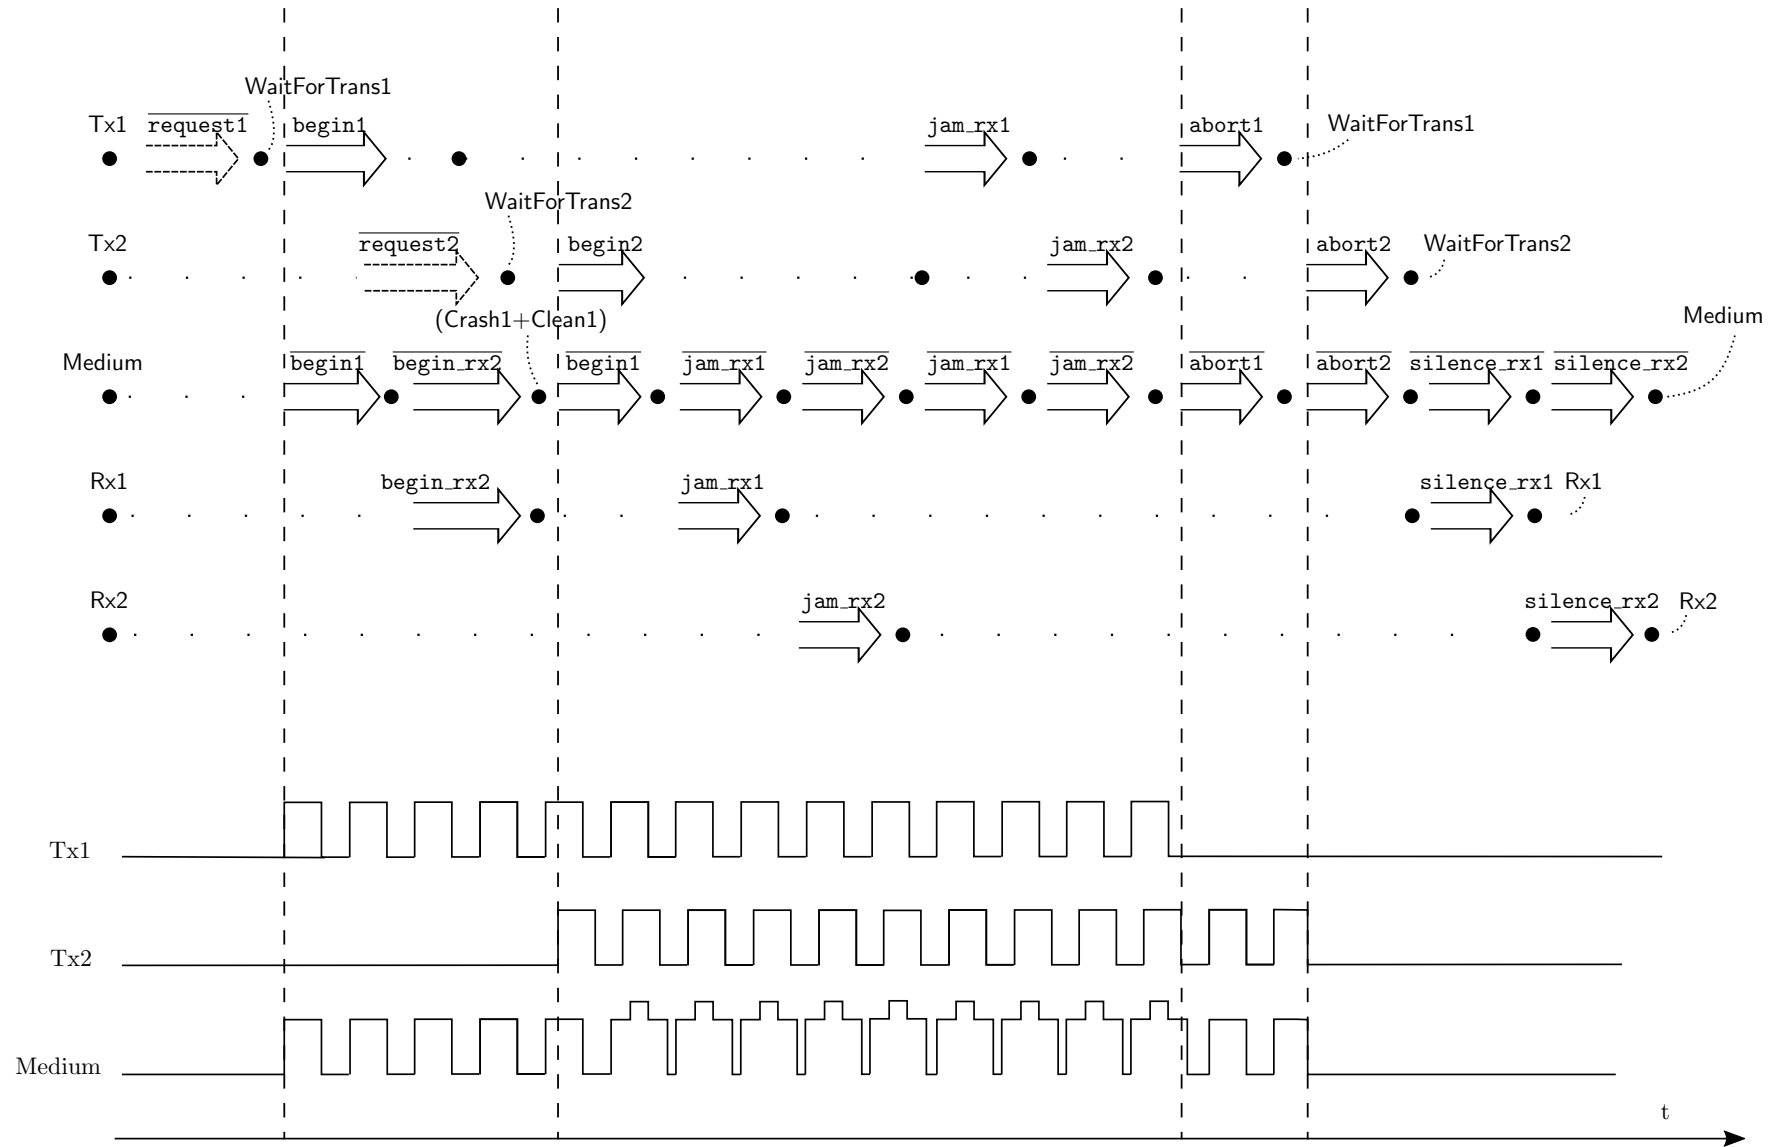 WaitForTrans1
Tx1 request1 begin1 jam_rx1 abort1 WaitForTrans1
WaitForTrans2
Tx2 request2 begin2 jam_rx2 abort2 WaitForTrans2
(Crash1+Clean1) Medium
Medium begin1 begin_rx2 begin1 jam_rx1 jam_rx2 jam_rx1 jam_rx2 abort1 abort2 silence_rx1 silence_rx2
Rx1 begin_rx2 jam_rx1 silence_rx1 Rx1
Rx2 jam_rx2 silence_rx2 Rx2
Tx1
Tx2
Medium
t